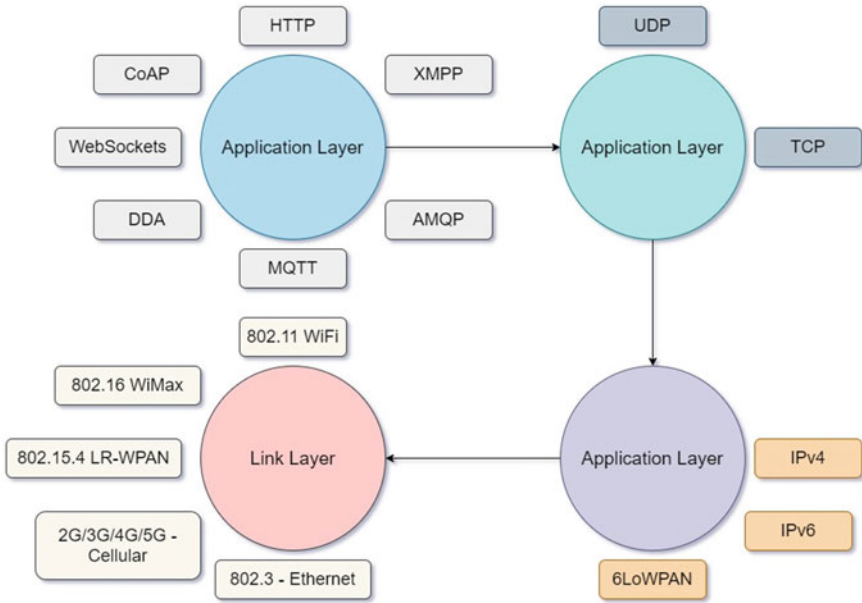 HTTP
UDP
CoAP
XMPP
WebSockets
Application Layer
Application Layer
TCP
DDA
AMQP
MQTT
802.11 WiFi
802.16 WiMax
802.15.4 LR-WPAN
Link Layer
Application Layer
IPv4
2G/3G/4G/5G -
Cellular
IPv6
802.3 - Ethernet
6LoWPAN